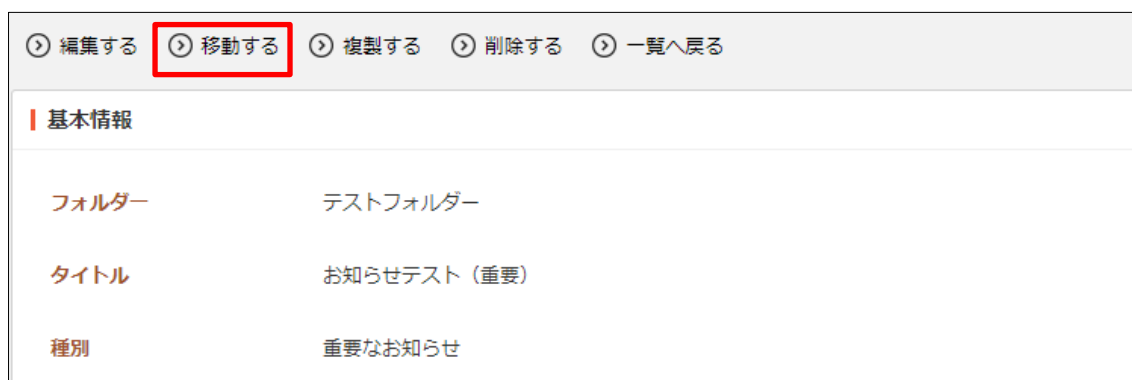 編集する 移動する 複製する 削除する 一覧へ戻る
基本情報
フォルダー テストフォルダー
タイトル お知らせテスト（重要）
種別 重要なお知らせ